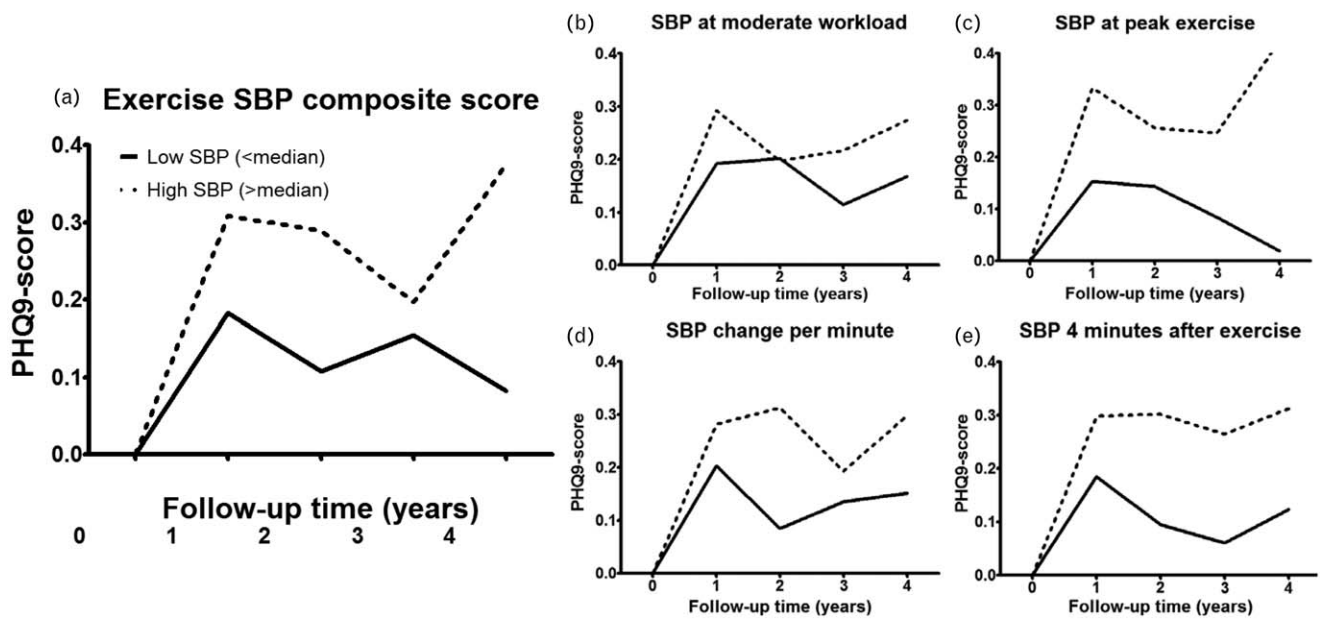 (a) Exercise SBP composite score
Low SBP (<median)
High SBP (>median)
PHQ9-score
0.4
0.3
0.2
0.1
0.0
Follow-up time (years)
0 1 2 3 4
(b) SBP at moderate workload
PHQ9-score
0.4
0.3
0.2
0.1
0.0
0 1 2 3 4
Follow-up time (years)
(c) SBP at peak exercise
PHQ9-score
0.4
0.3
0.2
0.1
0.0
0 1 2 3 4
Follow-up time (years)
(d) SBP change per minute
PHQ9-score
0.4
0.3
0.2
0.1
0.0
0 1 2 3 4
Follow-up time (years)
(e) SBP 4 minutes after exercise
PHQ9-score
0.4
0.3
0.2
0.1
0.0
0 1 2 3 4
Follow-up time (years)